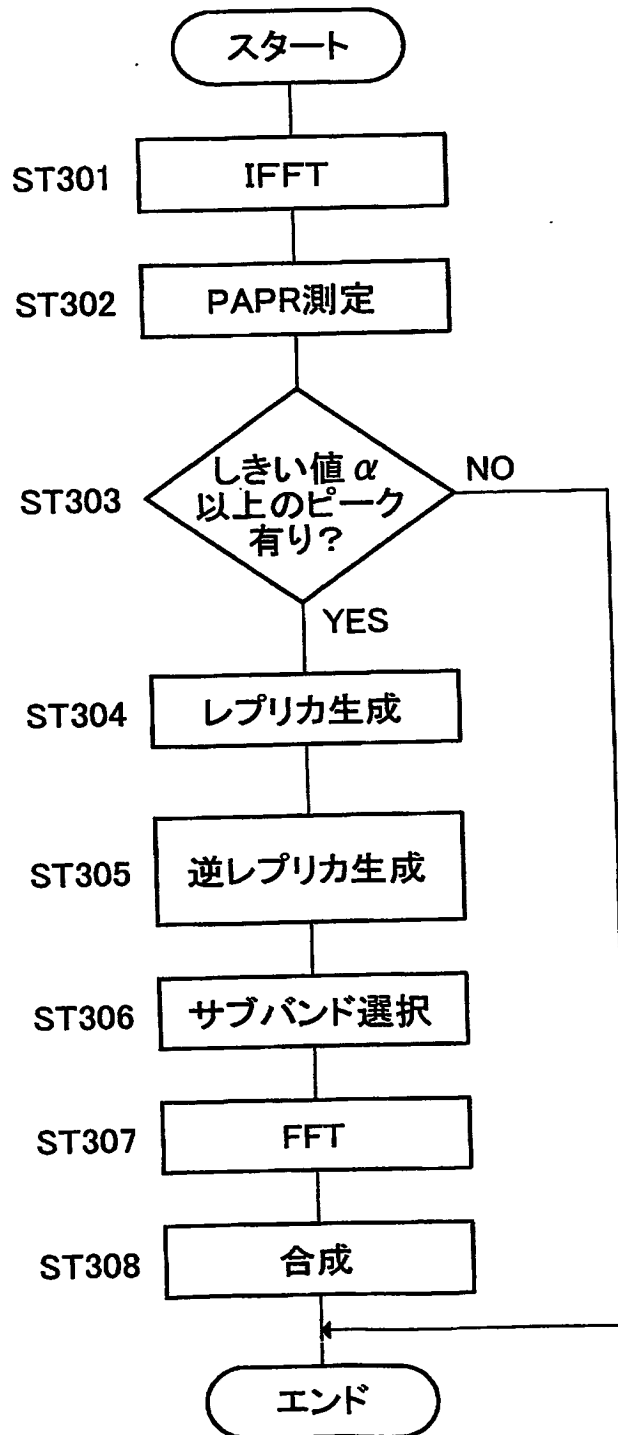 スタート
ST301
IFFT
ST302
PAPR測定
ST303
しきい値α
以上のピーク
有り?
NO
YES
ST304
レプリカ生成
ST305
逆レプリカ生成
ST306
サブバンド選択
ST307
FFT
ST308
合成
エンド